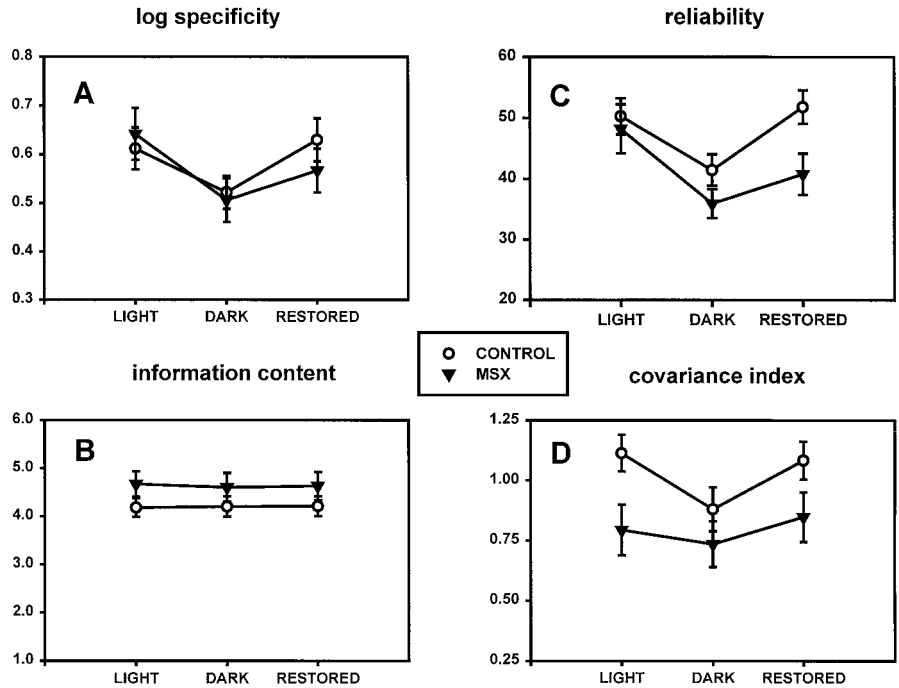 log specificity
0.8
0.7
0.6
0.5
0.4
0.3
A
LIGHT DARK RESTORED
reliability
60
50
40
30
20
C
LIGHT DARK RESTORED
CONTROL
MSX
information content
6.0
5.0
4.0
3.0
2.0
1.0
B
LIGHT DARK RESTORED
covariance index
1.25
1.00
0.75
0.50
0.25
D
LIGHT DARK RESTORED